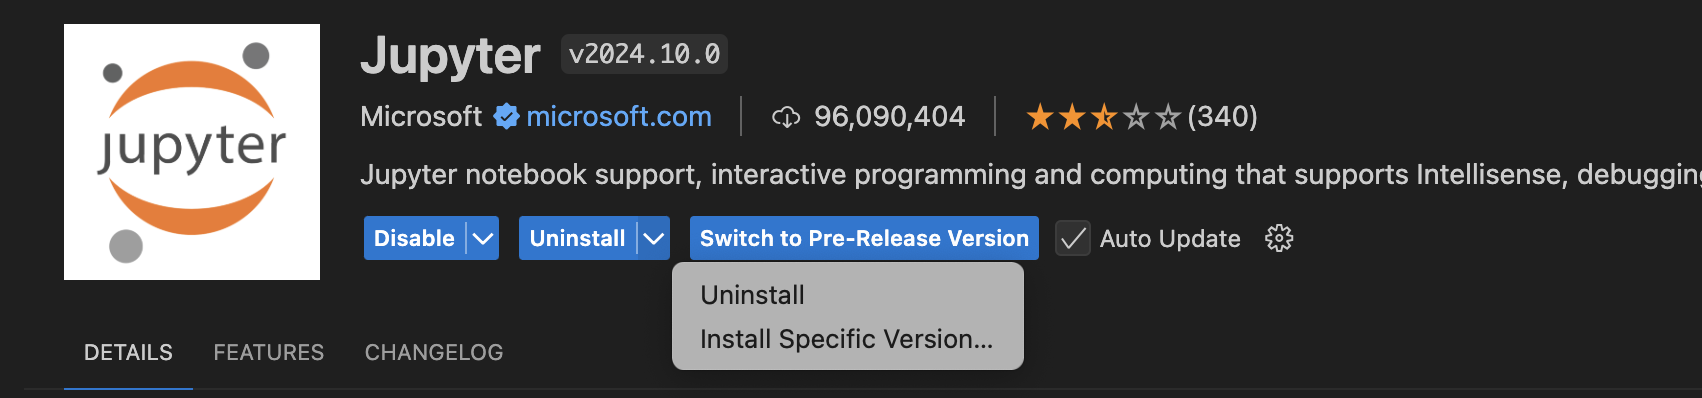 jupyter
Jupyter v2024.10.0
Microsoft microsoft.com 96,090,404 (340)
Jupyter notebook support, interactive programming and computing that supports Intellisense, debugging
Disable Uninstall Switch to Pre-Release Version Auto Update
Uninstall
Install Specific Version...
DETAILS FEATURES CHANGELOG